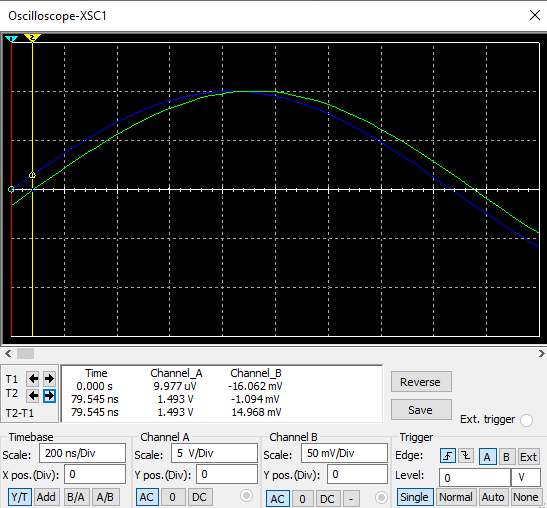 Oscilloscope-XSC1
1 2
Time Channel_A Channel_B
T1 0.000 s 9.977 uV -16.062 mV
T2 79.545 ns 1.493 V -1.094 mV
T2-T1 79.545 ns 1.493 V 14.968 mV
Reverse
Save
Ext. trigger
Timebase Channel A Channel B Trigger
Scale: 200 ns/Div Scale: 5 V/Div Scale: 50 mV/Div Edge: A B Ext
X pos.(Div): 0 Y pos.(Div): 0 Y pos.(Div): 0 Level: 0 V
Y/T Add B/A A/B AC 0 DC AC 0 DC - Single Normal Auto None